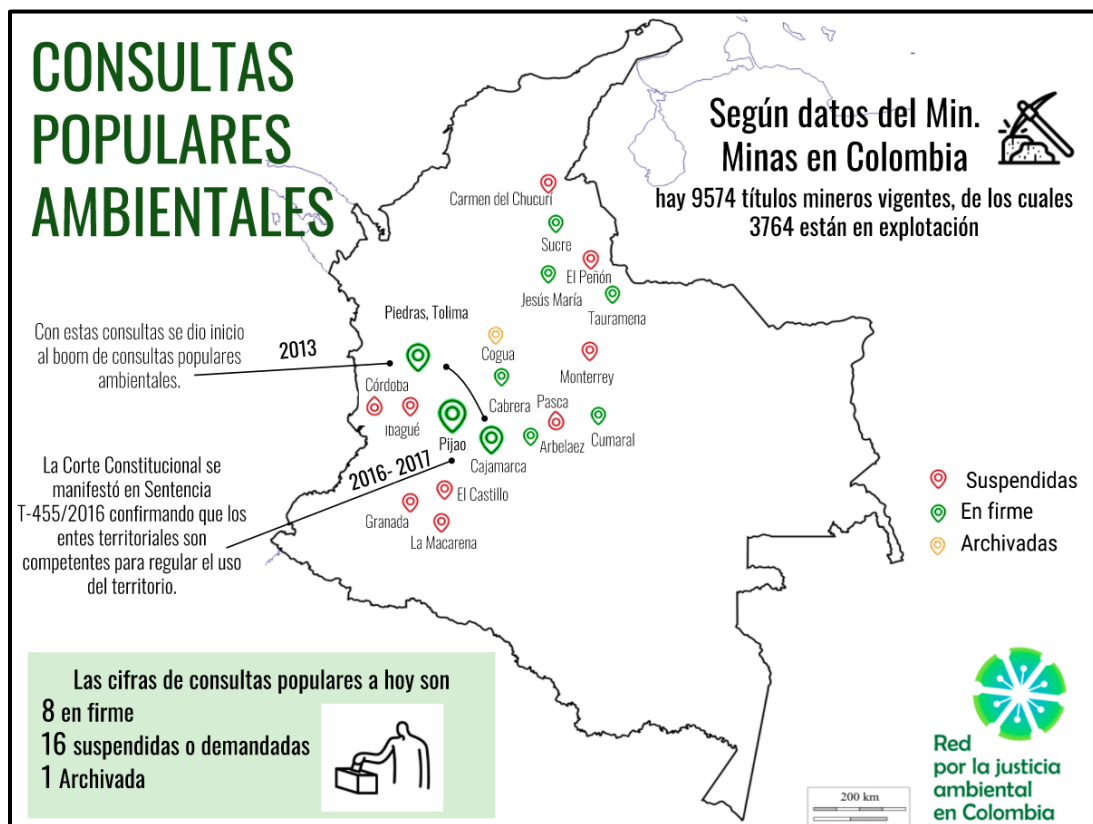 CONSULTAS
POPULARES
AMBIENTALES
Según datos del Min.
Minas en Colombia
hay 9574 títulos mineros vigentes, de los cuales
3764 están en explotación
Carmen del Chucurí
Sucre
El Peñón
Jesús María
Tauramena
Piedras, Tolima
Con estas consultas se dio inicio
al boom de consultas populares
ambientales.
2013
Cogua
Monterrey
Córdoba
Cabrera
Pasca
Ibagué
Pijao
Cajamarca
Arbelaez
Cumaral
2016- 2017
La Corte Constitucional se
manifestó en Sentencia
T-455/2016 confirmando que los
entes territoriales son
competentes para regular el uso
del territorio.
El Castillo
Granada
La Macarena
Suspendidas
En firme
Archivadas
Las cifras de consultas populares a hoy son
8 en firme
16 suspendidas o demandadas
1 Archivada
200 km
Red
por la justicia
ambiental
en Colombia